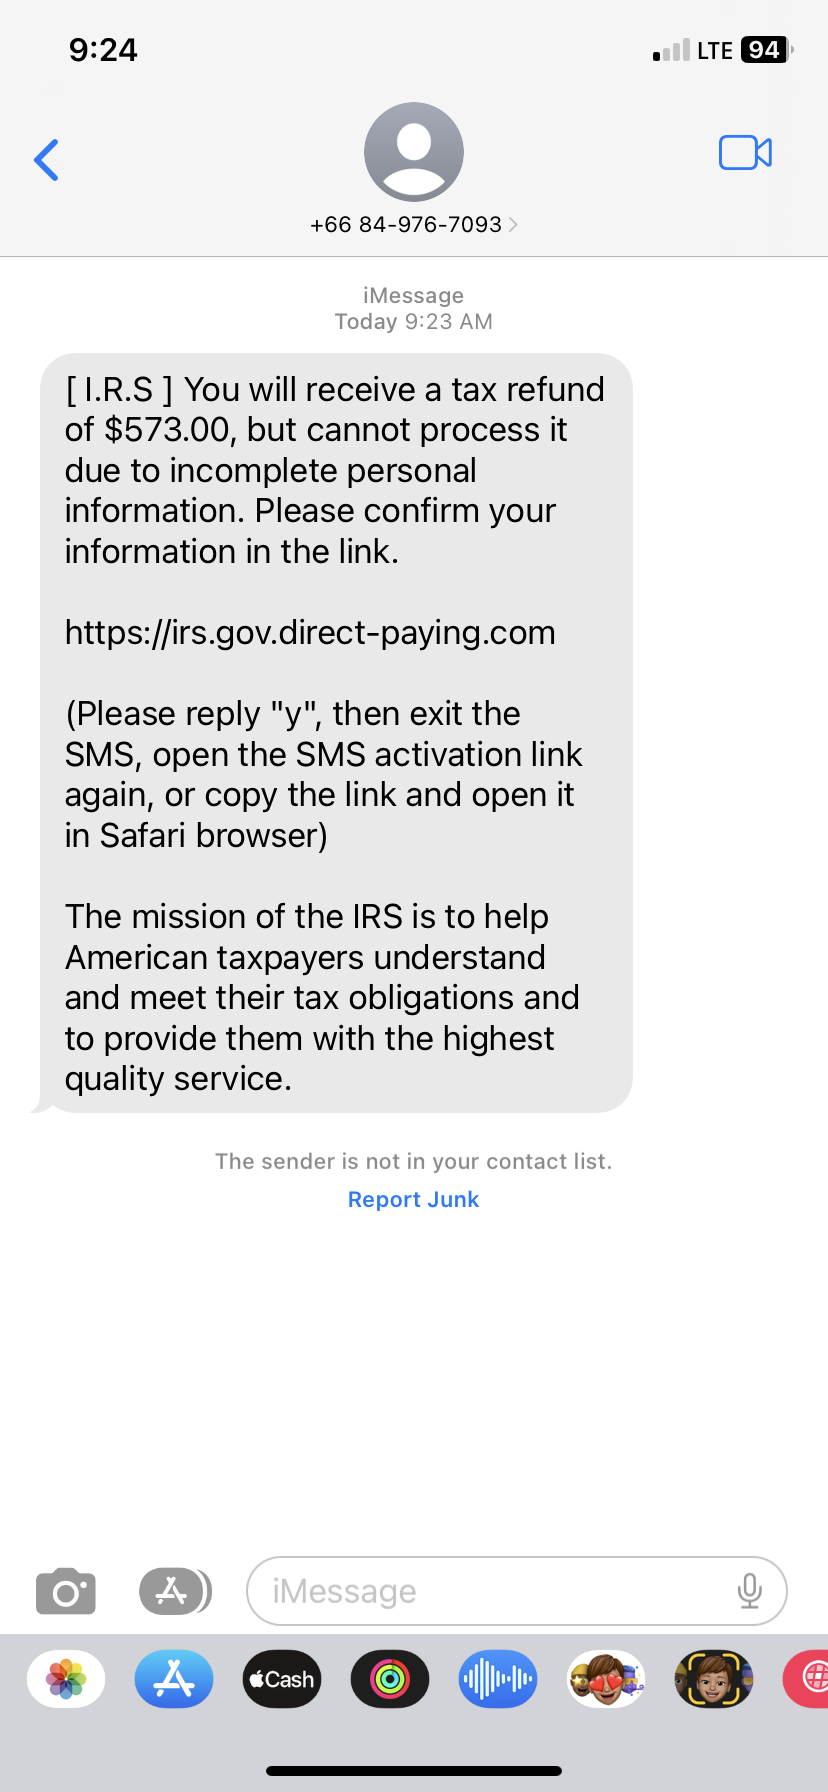 9:24
LTE 94
+66 84-976-7093
iMessage
Today 9:23 AM
[ I.R.S ] You will receive a tax refund
of $573.00, but cannot process it
due to incomplete personal
information. Please confirm your
information in the link.
https://irs.gov.direct-paying.com
(Please reply "y", then exit the
SMS, open the SMS activation link
again, or copy the link and open it
in Safari browser)
The mission of the IRS is to help
American taxpayers understand
and meet their tax obligations and
to provide them with the highest
quality service.
The sender is not in your contact list.
Report Junk
iMessage
Cash